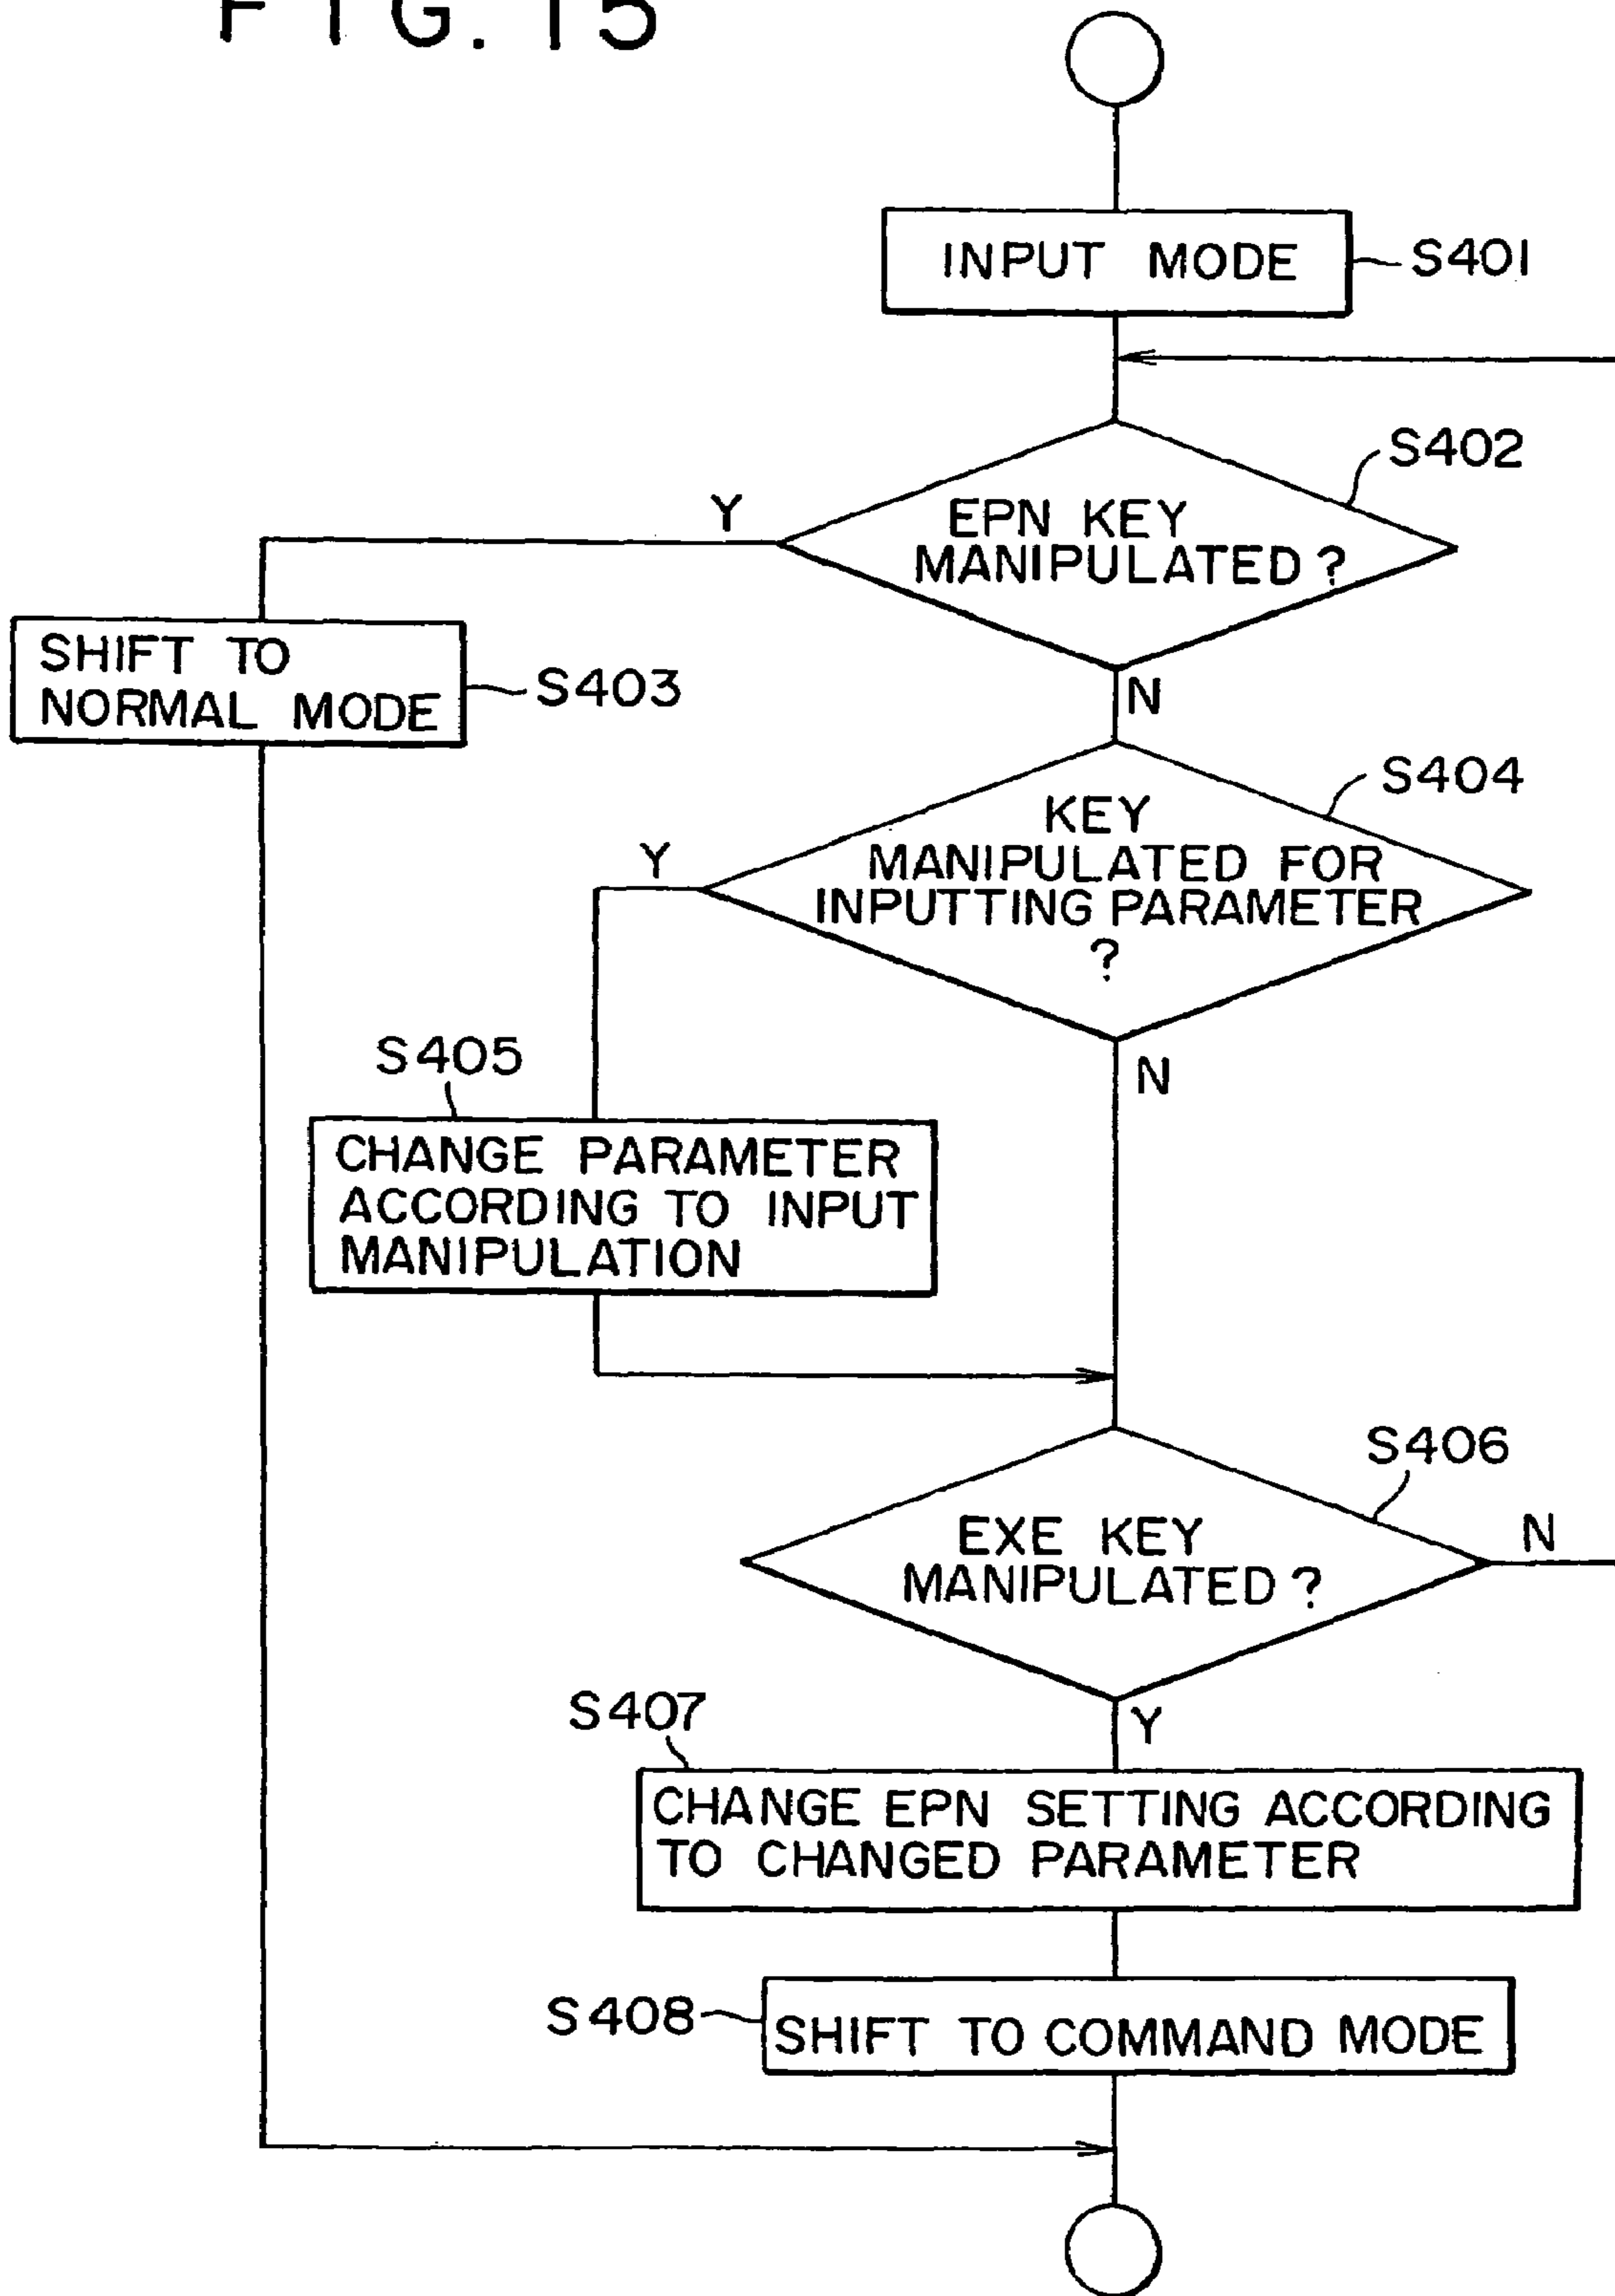 FIG. 15
INPUT MODE
S401
S402
Y
EPN KEY
MANIPULATED ?
N
SHIFT TO
NORMAL MODE
S403
S404
Y
KEY
MANIPULATED FOR
INPUTTING PARAMETER
?
N
S405
CHANGE PARAMETER
ACCORDING TO INPUT
MANIPULATION
S406
EXE KEY
MANIPULATED ?
N
Y
S407
CHANGE EPN SETTING ACCORDING
TO CHANGED PARAMETER
S408
SHIFT TO COMMAND MODE